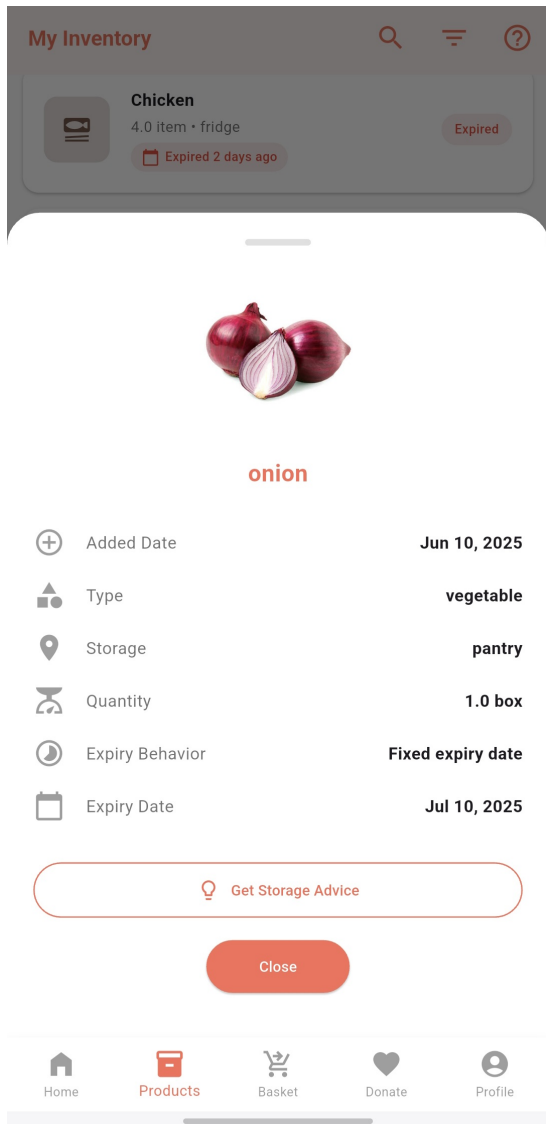 My Inventory
Chicken
4.0 item • fridge
Expired
Expired 2 days ago
onion
Added Date Jun 10, 2025
Type vegetable
Storage pantry
Quantity 1.0 box
Expiry Behavior Fixed expiry date
Expiry Date Jul 10, 2025
Get Storage Advice
Close
Home Products Basket Donate Profile